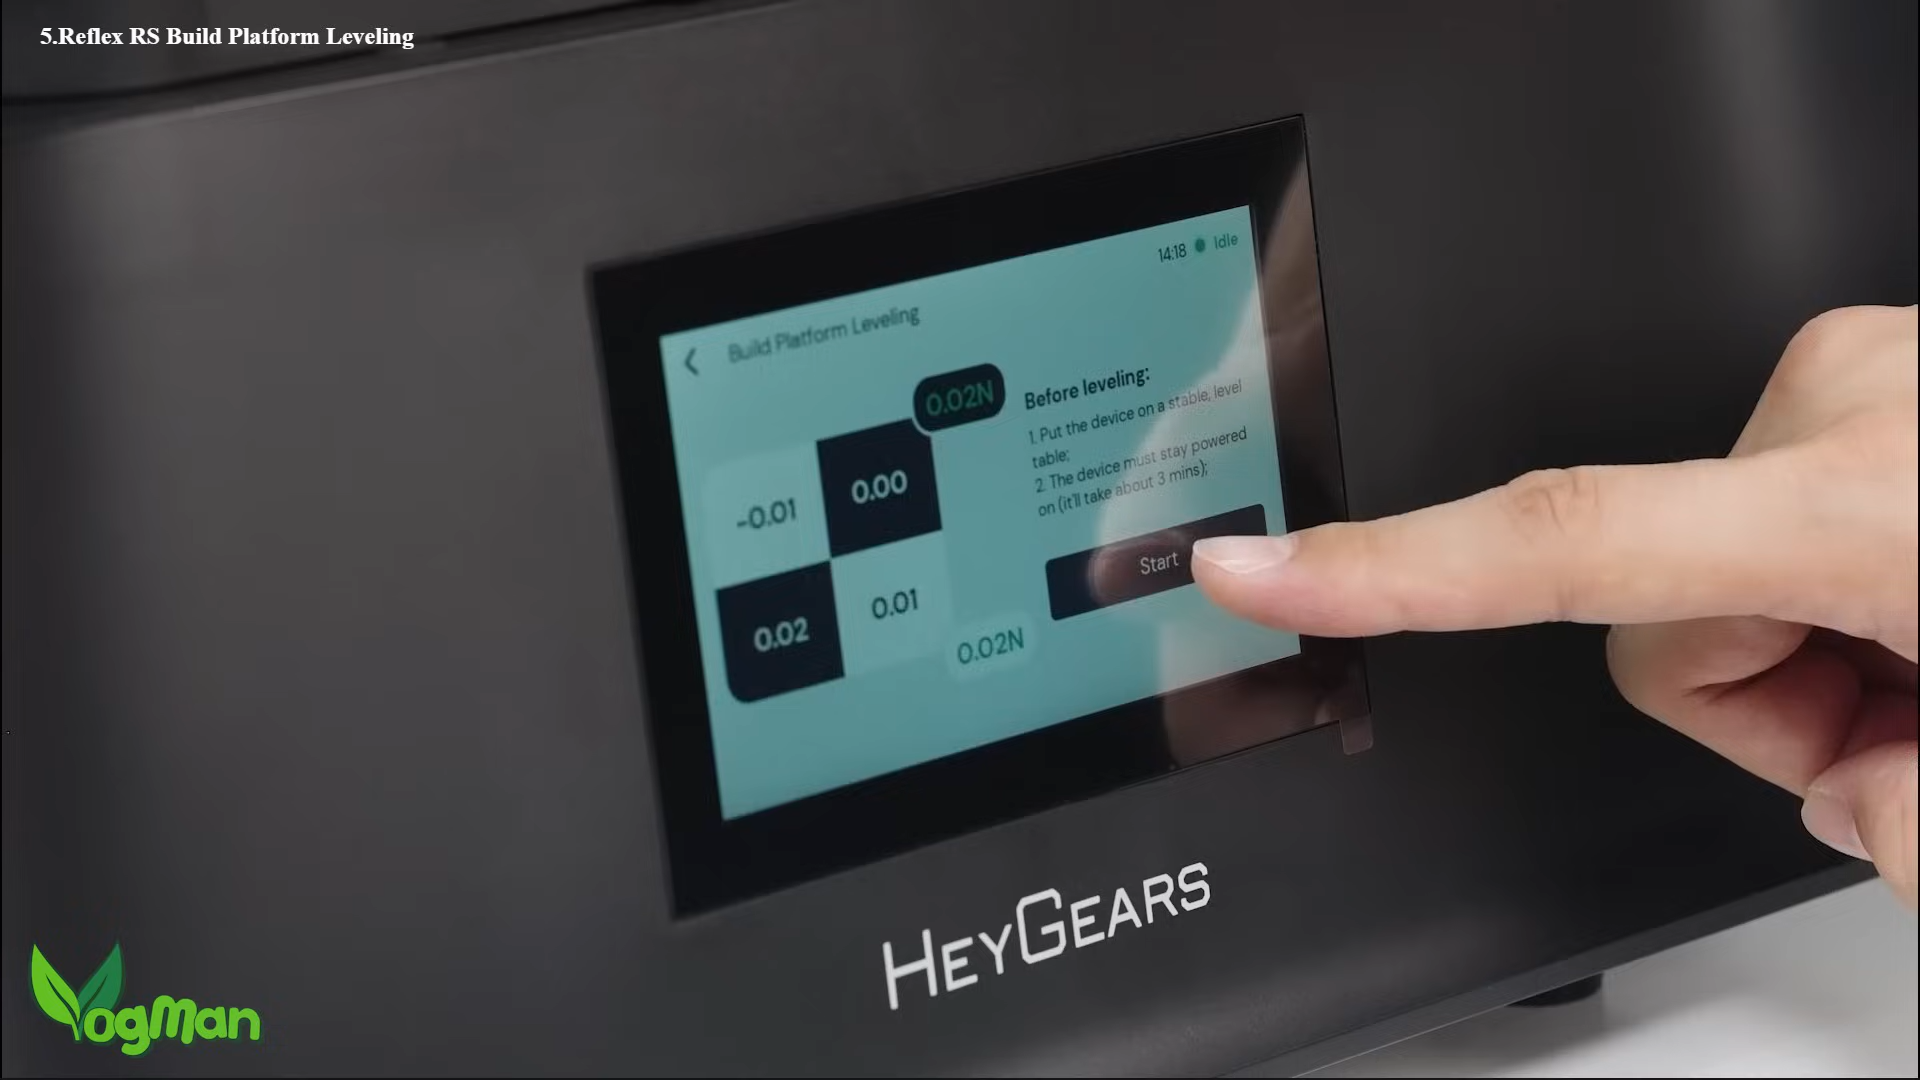 5.Reflex RS Build Platform Leveling
14:18 Idle
Build Platform Leveling
0.02N
-0.01
0.00
0.02
0.01
0.02N
Before leveling:
1. Put the device on a stable, level
table;
2. The device must stay powered
on (it'll take about 3 mins);
Start
HEYGEARS
YogMan